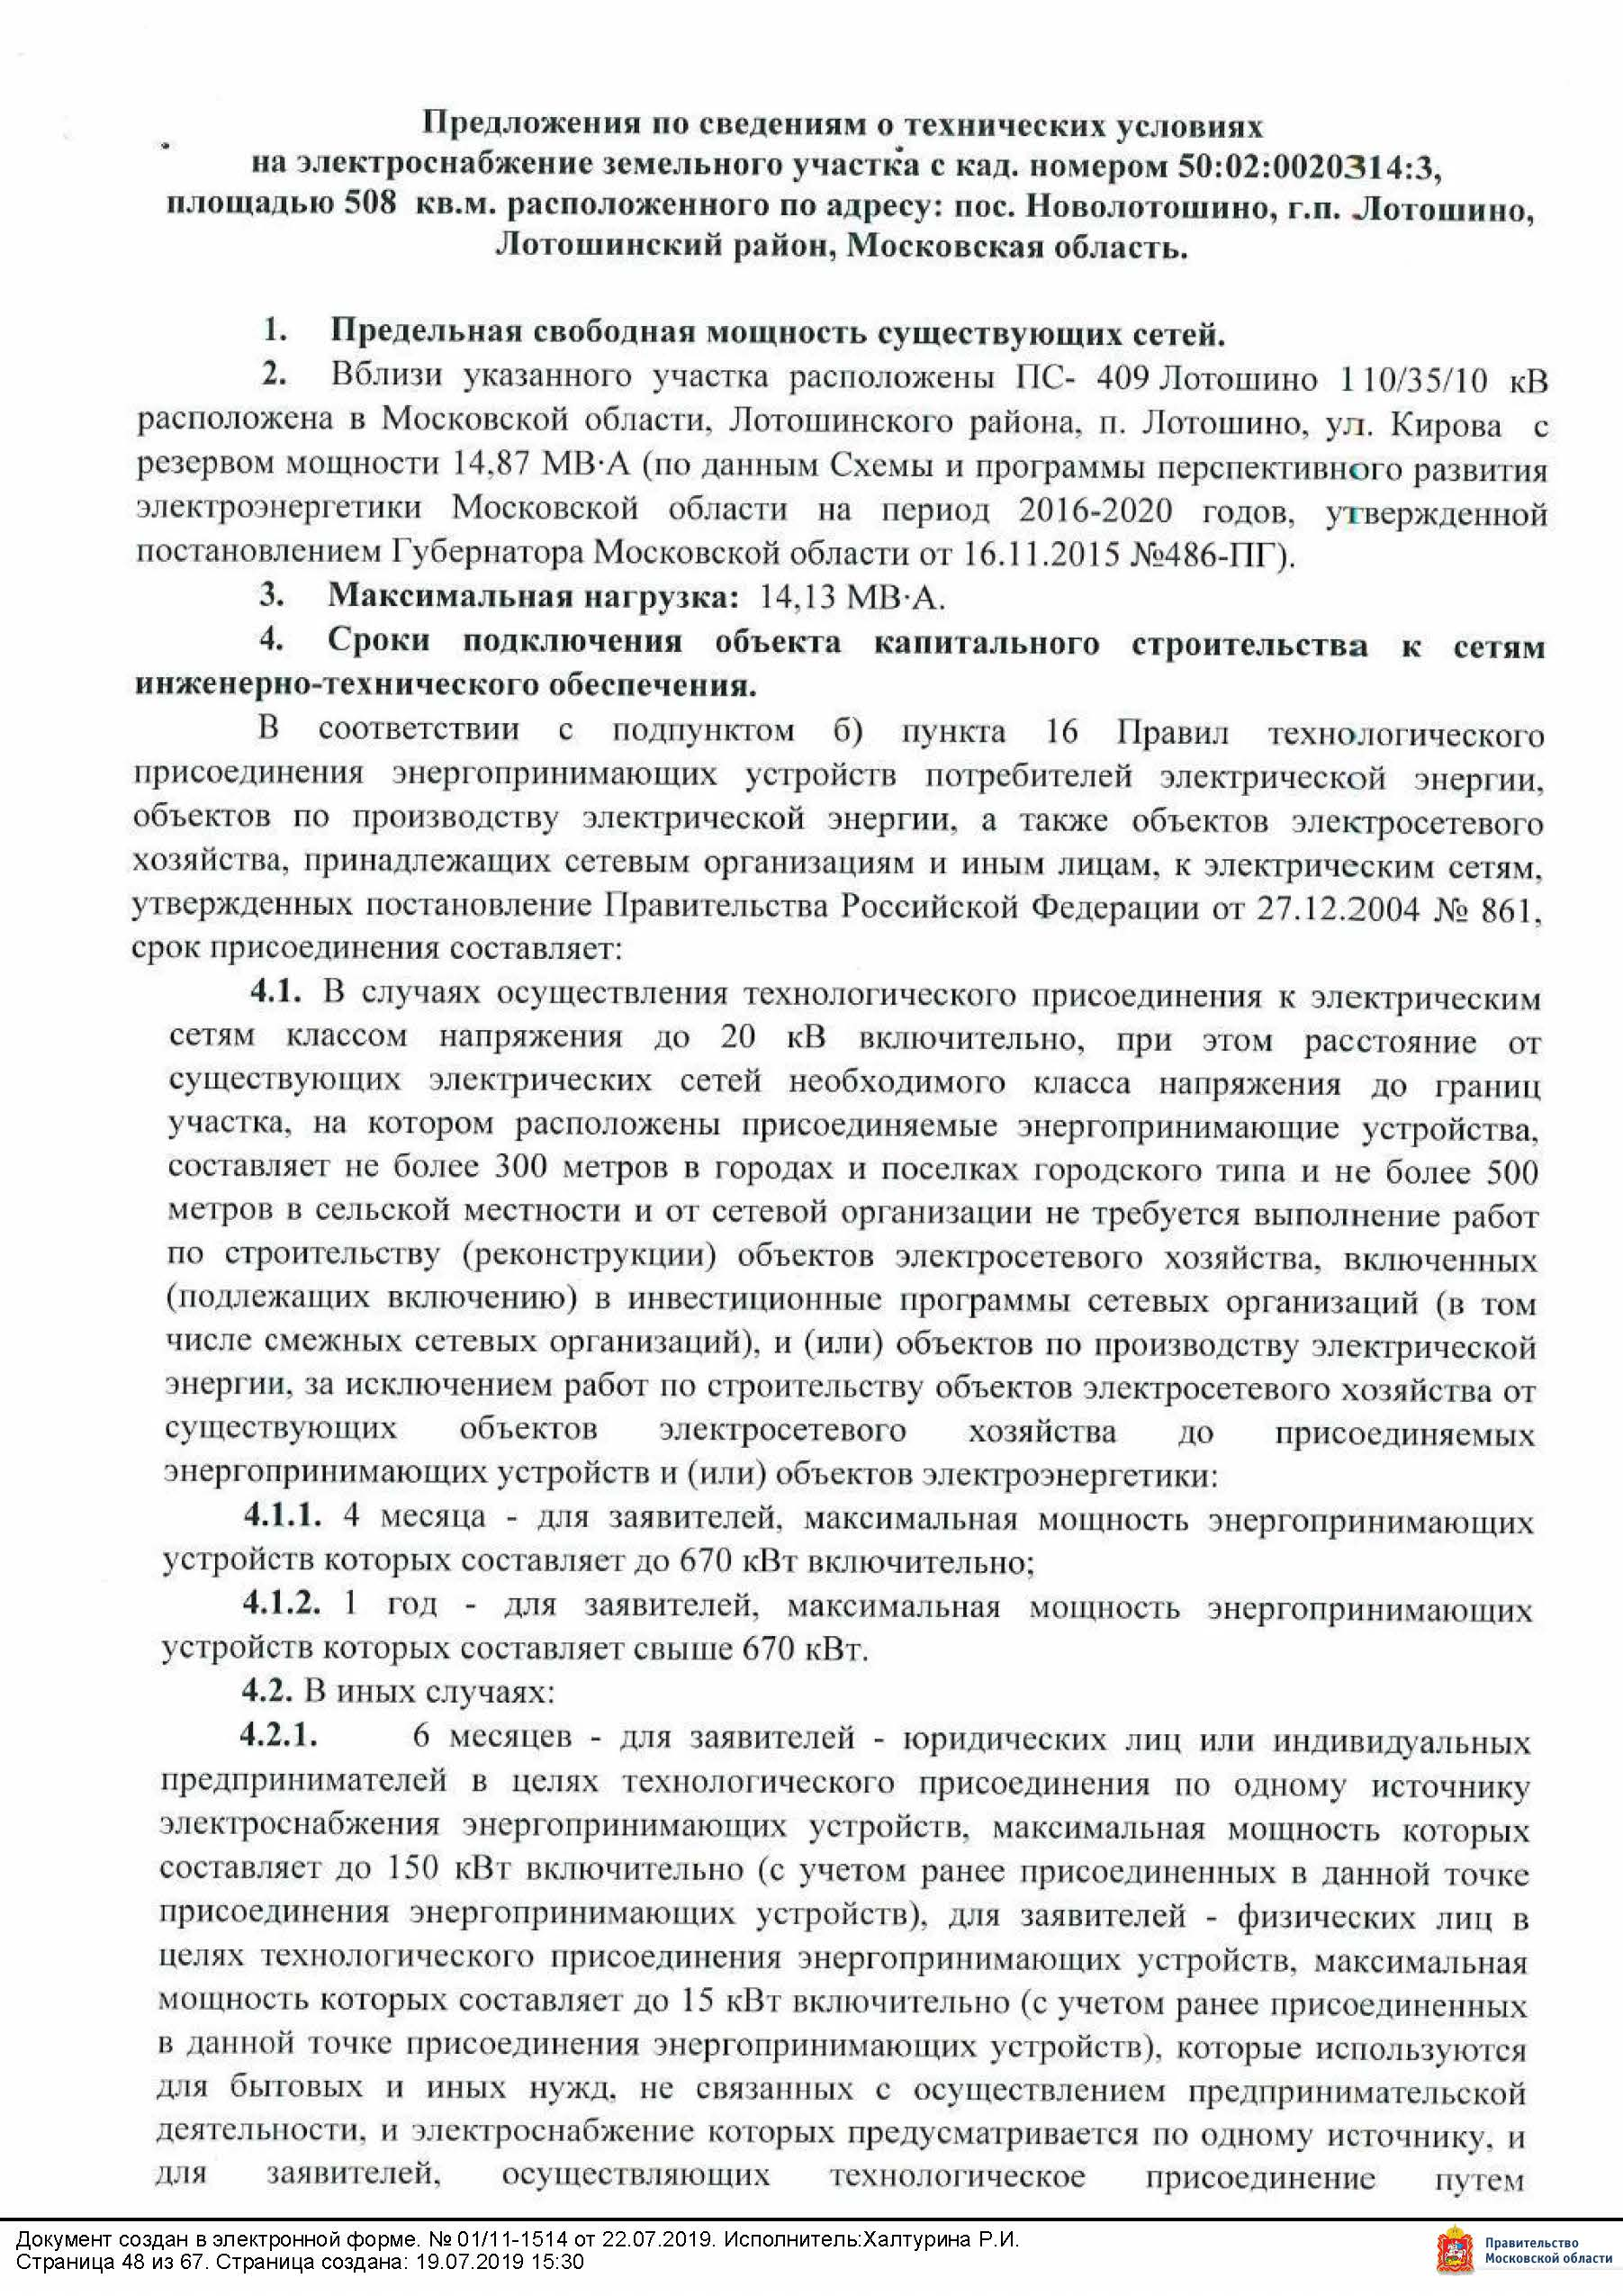 Предложения по сведениям о технических условиях
на электроснабжение земельного участка с кад. номером 50:02:0020314:3,
площадью 508 кв.м. расположенного по адресу: пос. Новолотошино, г.п. Лотошино,
Лотошинский район, Московская область.
1. Предельная свободная мощность существующих сетей.
2. Вблизи указанного участка расположены ПС- 409 Лотошино 110/35/10 кВ
расположена в Московской области, Лотошинского района, п. Лотошино, ул. Кирова с
резервом мощности 14,87 МВ·А (по данным Схемы и программы перспективного развития
электроэнергетики Московской области на период 2016-2020 годов, утвержденной
постановлением Губернатора Московской области от 16.11.2015 №486-ПГ).
3. Максимальная нагрузка: 14,13 МВ·А.
4. Сроки подключения объекта капитального строительства к сетям
инженерно-технического обеспечения.
В соответствии с подпунктом б) пункта 16 Правил технологического
присоединения энергопринимающих устройств потребителей электрической энергии,
объектов по производству электрической энергии, а также объектов электросетевого
хозяйства, принадлежащих сетевым организациям и иным лицам, к электрическим сетям,
утвержденных постановление Правительства Российской Федерации от 27.12.2004 № 861,
срок присоединения составляет:
4.1. В случаях осуществления технологического присоединения к электрическим
сетям классом напряжения до 20 кВ включительно, при этом расстояние от
существующих электрических сетей необходимого класса напряжения до границ
участка, на котором расположены присоединяемые энергопринимающие устройства,
составляет не более 300 метров в городах и поселках городского типа и не более 500
метров в сельской местности и от сетевой организации не требуется выполнение работ
по строительству (реконструкции) объектов электросетевого хозяйства, включенных
(подлежащих включению) в инвестиционные программы сетевых организаций (в том
числе смежных сетевых организаций), и (или) объектов по производству электрической
энергии, за исключением работ по строительству объектов электросетевого хозяйства от
существующих объектов электросетевого хозяйства до присоединяемых
энергопринимающих устройств и (или) объектов электроэнергетики:
4.1.1. 4 месяца - для заявителей, максимальная мощность энергопринимающих
устройств которых составляет до 670 кВт включительно;
4.1.2. 1 год - для заявителей, максимальная мощность энергопринимающих
устройств которых составляет свыше 670 кВт.
4.2. В иных случаях:
4.2.1. 6 месяцев - для заявителей - юридических лиц или индивидуальных
предпринимателей в целях технологического присоединения по одному источнику
электроснабжения энергопринимающих устройств, максимальная мощность которых
составляет до 150 кВт включительно (с учетом ранее присоединенных в данной точке
присоединения энергопринимающих устройств), для заявителей - физических лиц в
целях технологического присоединения энергопринимающих устройств, максимальная
мощность которых составляет до 15 кВт включительно (с учетом ранее присоединенных
в данной точке присоединения энергопринимающих устройств), которые используются
для бытовых и иных нужд, не связанных с осуществлением предпринимательской
деятельности, и электроснабжение которых предусматривается по одному источнику, и
для заявителей, осуществляющих технологическое присоединение путем
Документ создан в электронной форме. № 01/11-1514 от 22.07.2019. Исполнитель:Халтурина Р.И.
Страница 48 из 67. Страница создана: 19.07.2019 15:30
Правительство
Московской области